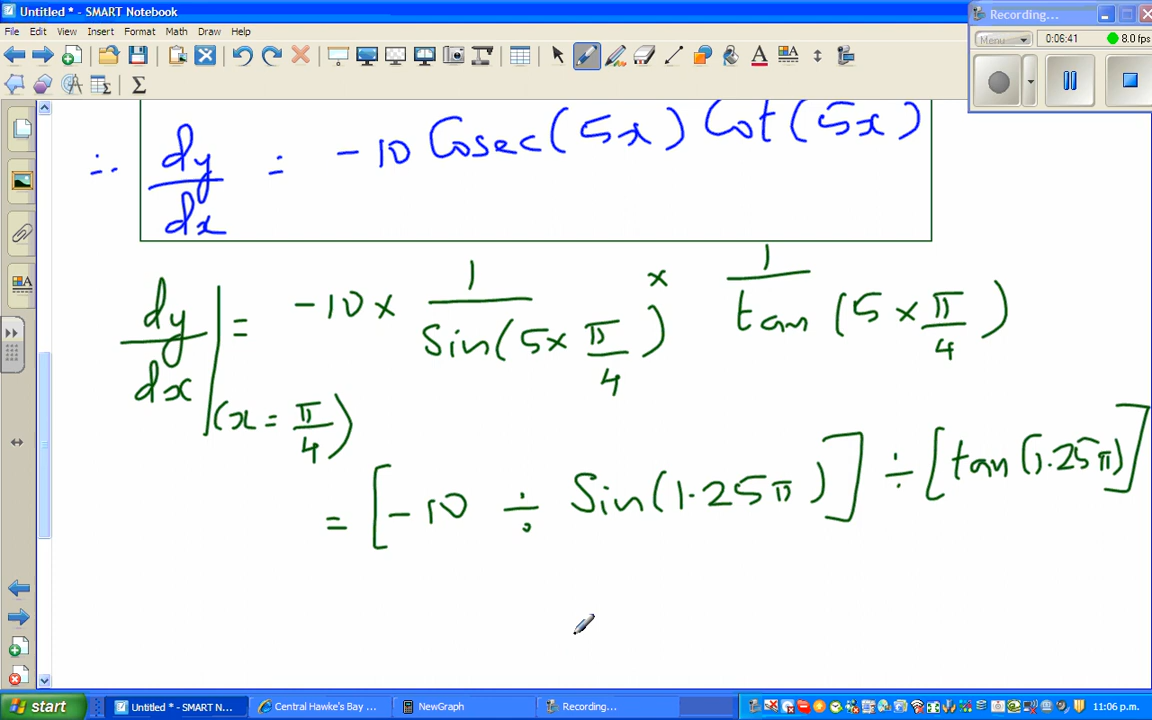 Untitled * - SMART Notebook
Recording...
File Edit View Insert Format Math Draw Help
Menu 0:06:41 8.0 fps
∴ dy/dx = -10 Cosec(5x) Cot(5x)
dy/dx |(x = π/4) = -10 × 1/Sin(5×π/4) × 1/tan(5×π/4)
= [-10 ÷ Sin(1.25π)] ÷ [tan(1.25π)]
start Untitled * - SMART N... Central Hawke's Bay ... NewGraph Recording... 11:06 p.m.